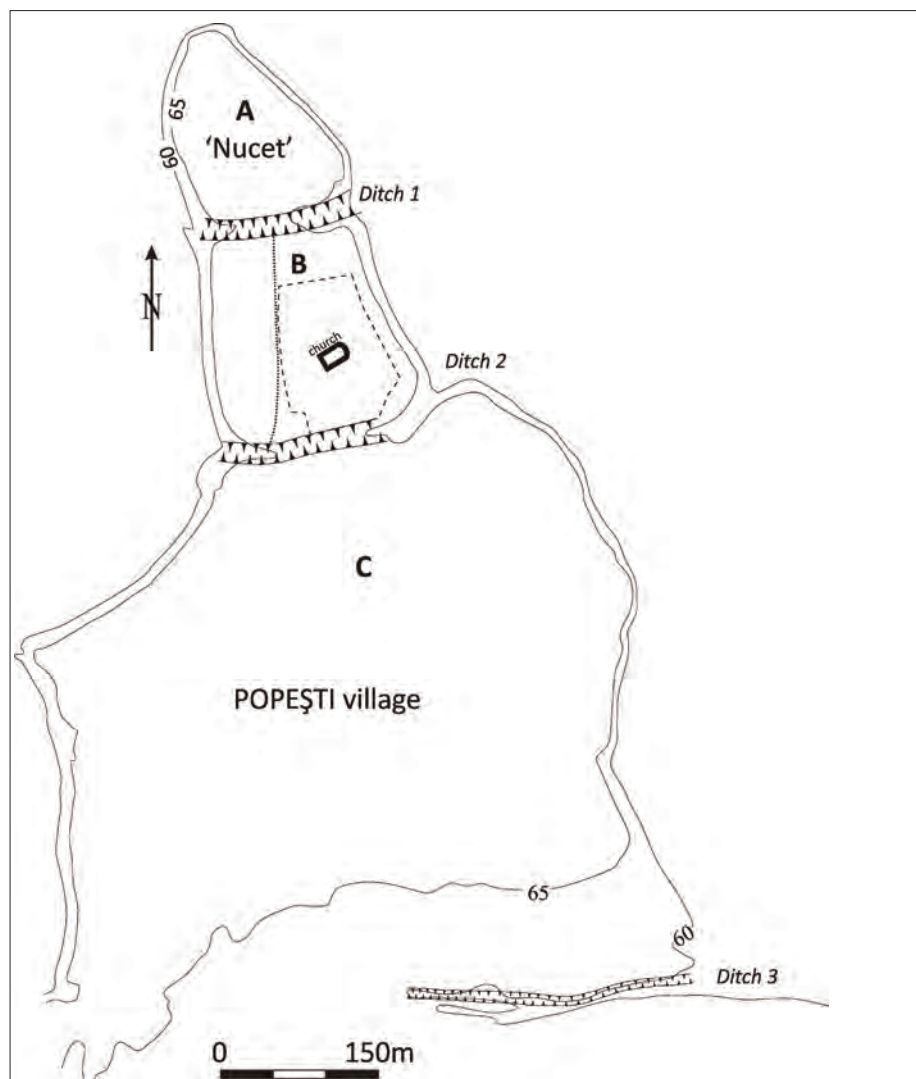 65
A
'Nucet'
60
Ditch 1
N
B
church
Ditch 2
C
POPEŞTI village
65
60
Ditch 3
0 150m